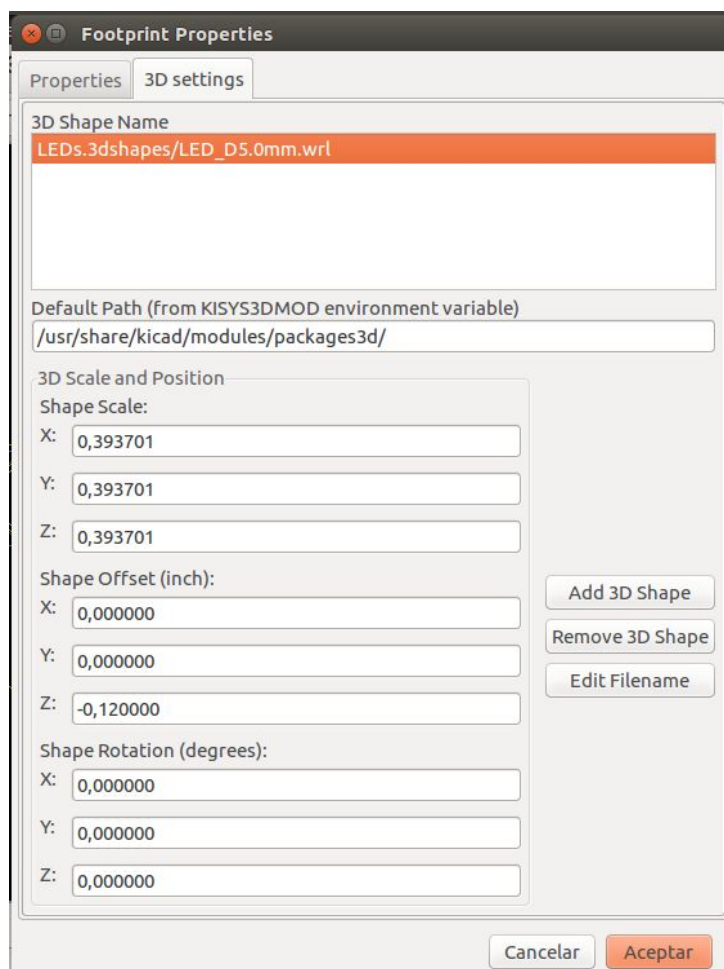 Footprint Properties
Properties 3D settings
3D Shape Name
LEDs.3dshapes/LED_D5.0mm.wrl
Default Path (from KISYS3DMOD environment variable)
/usr/share/kicad/modules/packages3d/
3D Scale and Position
Shape Scale:
X: 0,393701
Y: 0,393701
Z: 0,393701
Shape Offset (inch):
X: 0,000000
Y: 0,000000
Z: -0,120000
Add 3D Shape
Remove 3D Shape
Edit Filename
Shape Rotation (degrees):
X: 0,000000
Y: 0,000000
Z: 0,000000
Cancelar Aceptar